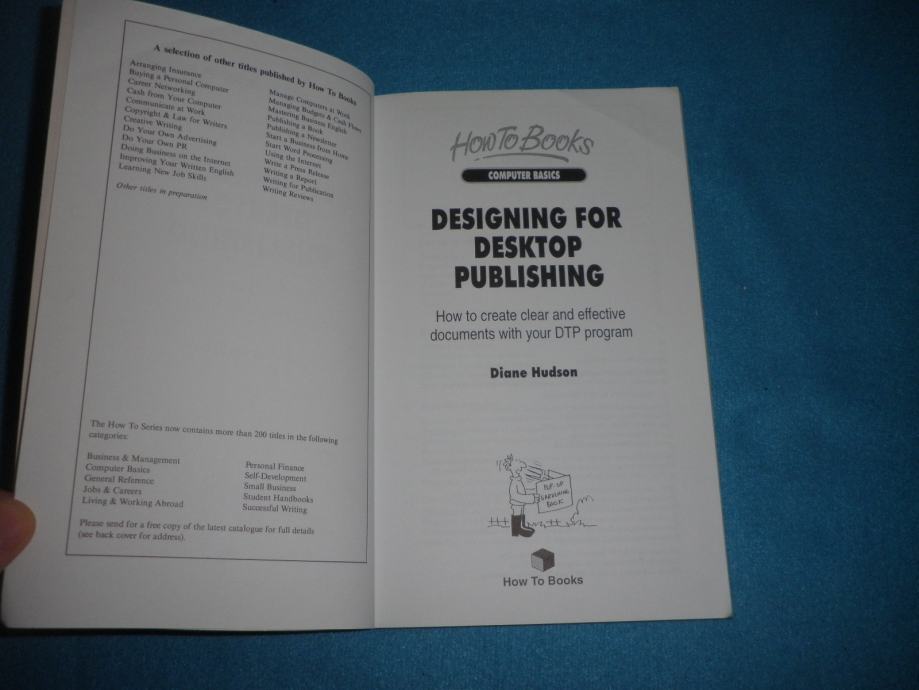 A selection of other titles published by How To Books
Arranging Insurance
Buying a Personal Computer
Career Networking
Cash from Your Computer
Communicate at Work
Copyright & Law for Writers
Creative Writing
Do Your Own Advertising
Do Your Own PR
Doing Business on the Internet
Improving Your Written English
Learning New Job Skills
Manage Computers at Work
Managing Budgets & Cash Flows
Mastering Business English
Publishing a Book
Publishing a Newsletter
Start a Business from Home
Start Word Processing
Using the Internet
Write a Press Release
Writing a Report
Writing for Publication
Writing Reviews
Other titles in preparation
The How To Series now contains more than 200 titles in the following
categories:
Business & Management
Computer Basics
General Reference
Jobs & Careers
Living & Working Abroad
Personal Finance
Self-Development
Small Business
Student Handbooks
Successful Writing
Please send for a free copy of the latest catalogue for full details
(see back cover for address).
How To Books
COMPUTER BASICS
DESIGNING FOR
DESKTOP
PUBLISHING
How to create clear and effective
documents with your DTP program
Diane Hudson
POP-UP
GARDENING
BOOK
How To Books